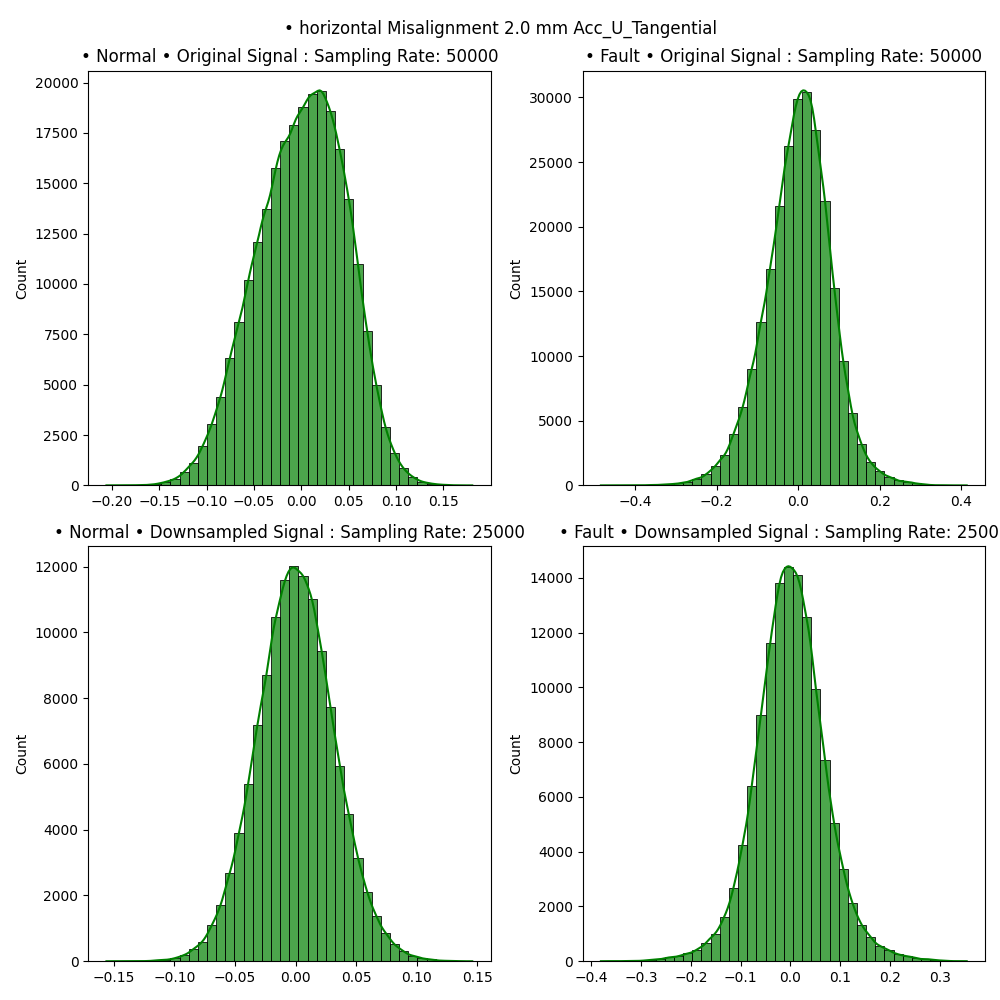 • horizontal Misalignment 2.0 mm Acc_U_Tangential
• Normal • Original Signal : Sampling Rate: 50000
20000
17500
15000
12500
10000
7500
5000
2500
0
Count
−0.20 −0.15 −0.10 −0.05 0.00 0.05 0.10 0.15
• Fault • Original Signal : Sampling Rate: 50000
30000
25000
20000
15000
10000
5000
0
Count
−0.4 −0.2 0.0 0.2 0.4
• Normal • Downsampled Signal : Sampling Rate: 25000
12000
10000
8000
6000
4000
2000
0
Count
−0.15 −0.10 −0.05 0.00 0.05 0.10 0.15
• Fault • Downsampled Signal : Sampling Rate: 2500
14000
12000
10000
8000
6000
4000
2000
0
Count
−0.4 −0.3 −0.2 −0.1 0.0 0.1 0.2 0.3